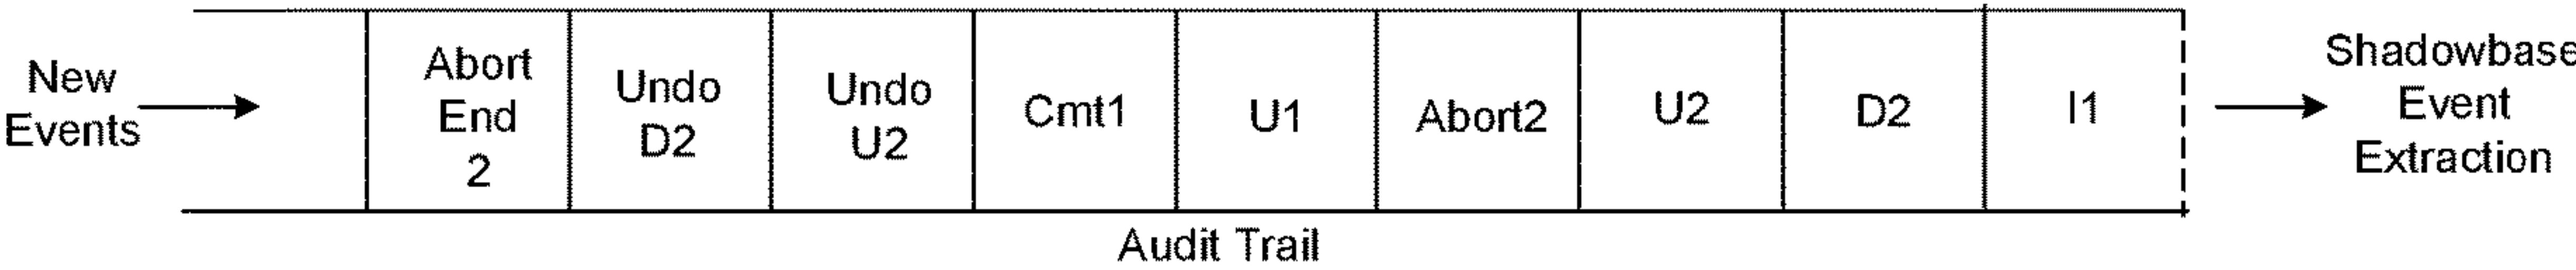 New
Events
Abort
End
2
Undo
D2
Undo
U2
Cmt1
U1
Abort2
U2
D2
I1
Shadowbase
Event
Extraction
Audit Trail